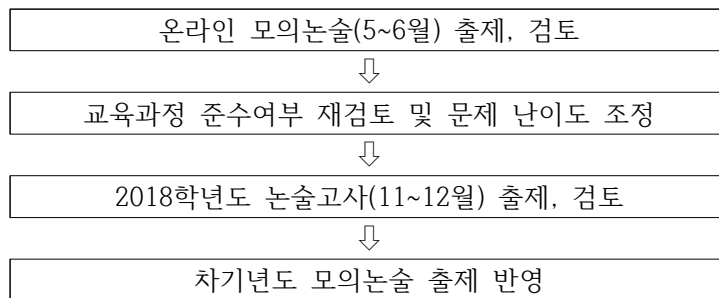 온라인 모의논술(5~6월) 출제, 검토
⇩
교육과정 준수여부 재검토 및 문제 난이도 조정
⇩
2018학년도 논술고사(11~12월) 출제, 검토
⇩
차기년도 모의논술 출제 반영